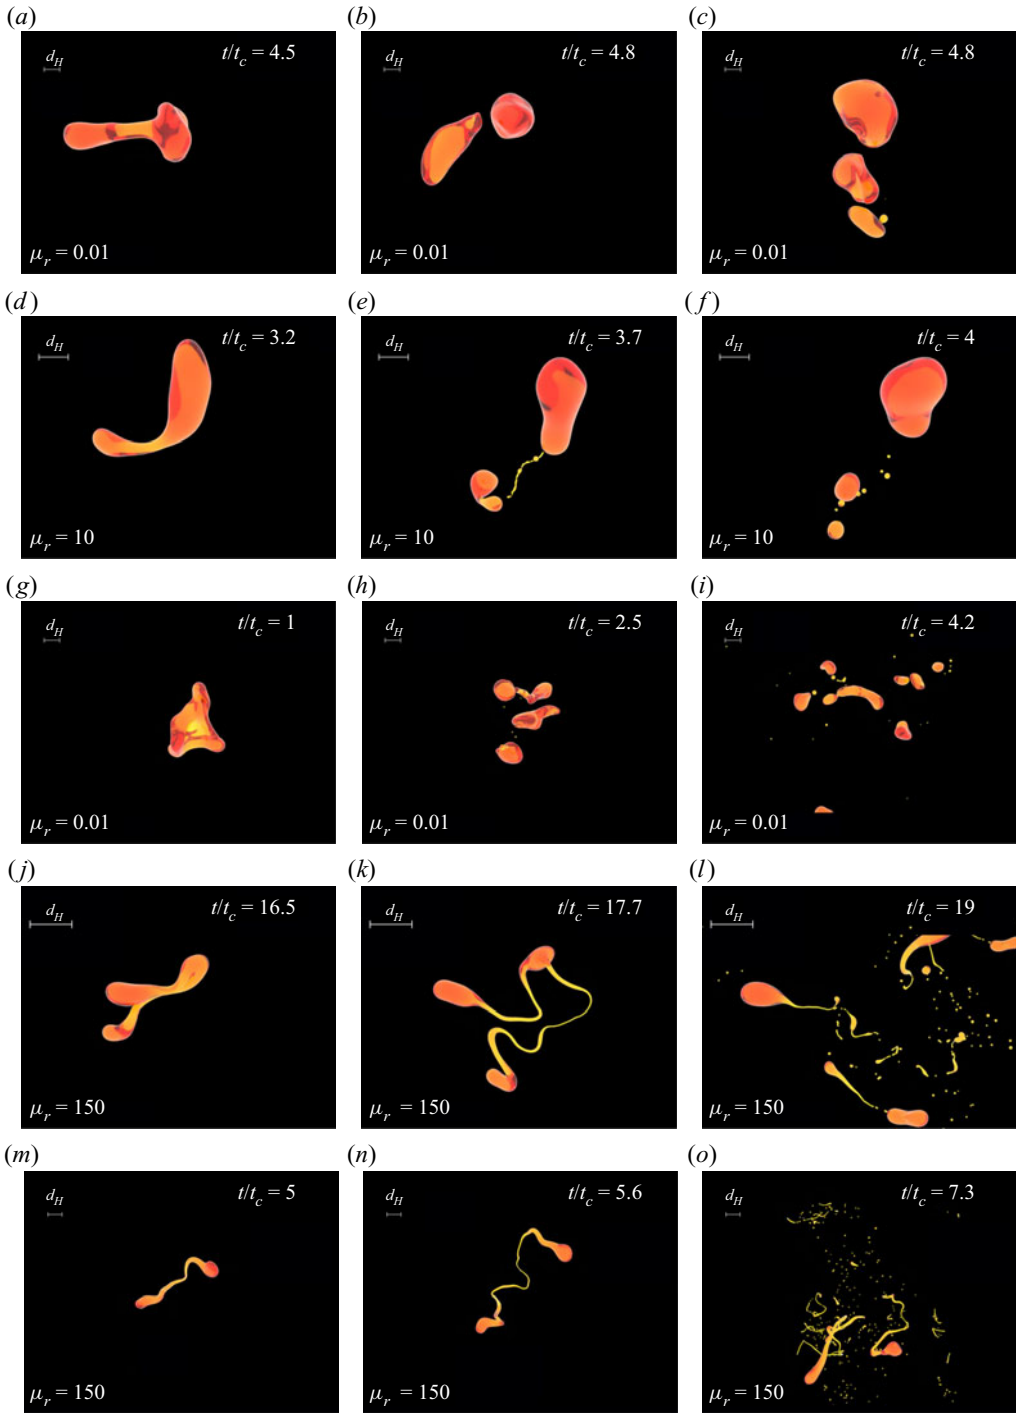 (a)
(b)
(c)
d_H
t/t_c = 4.5
d_H
t/t_c = 4.8
d_H
t/t_c = 4.8
μ_r = 0.01
μ_r = 0.01
μ_r = 0.01
(d)
(e)
(f)
d_H
t/t_c = 3.2
d_H
t/t_c = 3.7
d_H
t/t_c = 4
μ_r = 10
μ_r = 10
μ_r = 10
(g)
(h)
(i)
d_H
t/t_c = 1
d_H
t/t_c = 2.5
d_H
t/t_c = 4.2
μ_r = 0.01
μ_r = 0.01
μ_r = 0.01
(j)
(k)
(l)
d_H
t/t_c = 16.5
d_H
t/t_c = 17.7
d_H
t/t_c = 19
μ_r = 150
μ_r = 150
μ_r = 150
(m)
(n)
(o)
d_H
t/t_c = 5
d_H
t/t_c = 5.6
d_H
t/t_c = 7.3
μ_r = 150
μ_r = 150
μ_r = 150